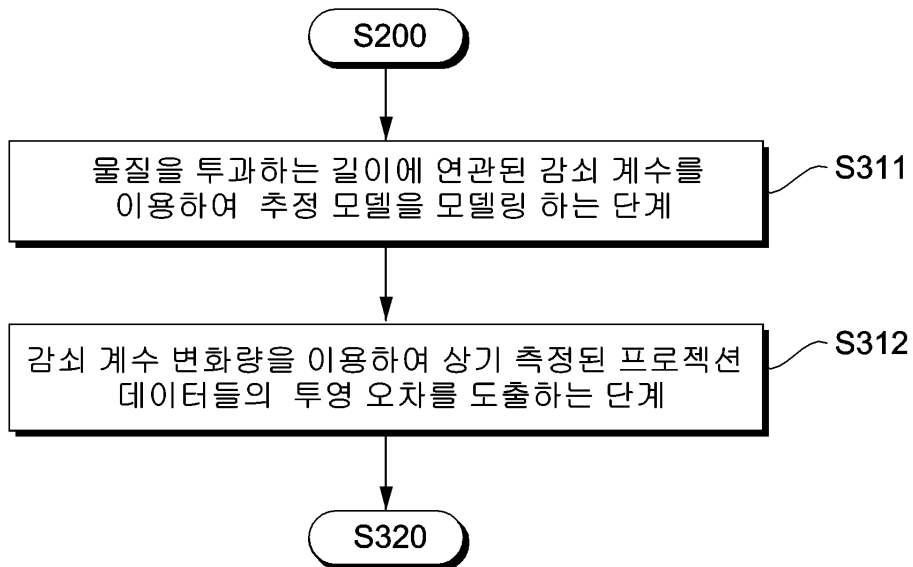 S200
물질을 투과하는 길이에 연관된 감쇠 계수를
이용하여 추정 모델을 모델링 하는 단계
S311
감쇠 계수 변화량을 이용하여 상기 측정된 프로젝션
데이터들의 투영 오차를 도출하는 단계
S312
S320